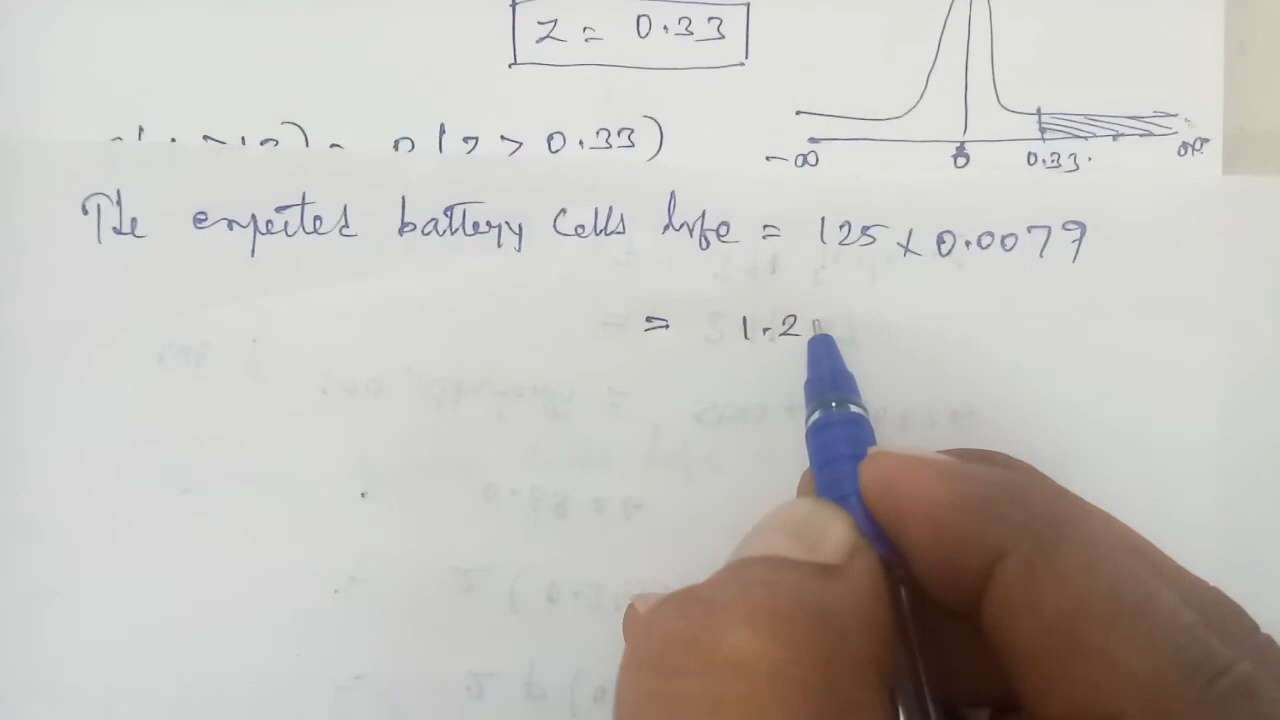 Z = 0.33
> 0.33)
-∞ 0 0.33.
The expected battery cells life = 125 × 0.0079
= 1.2